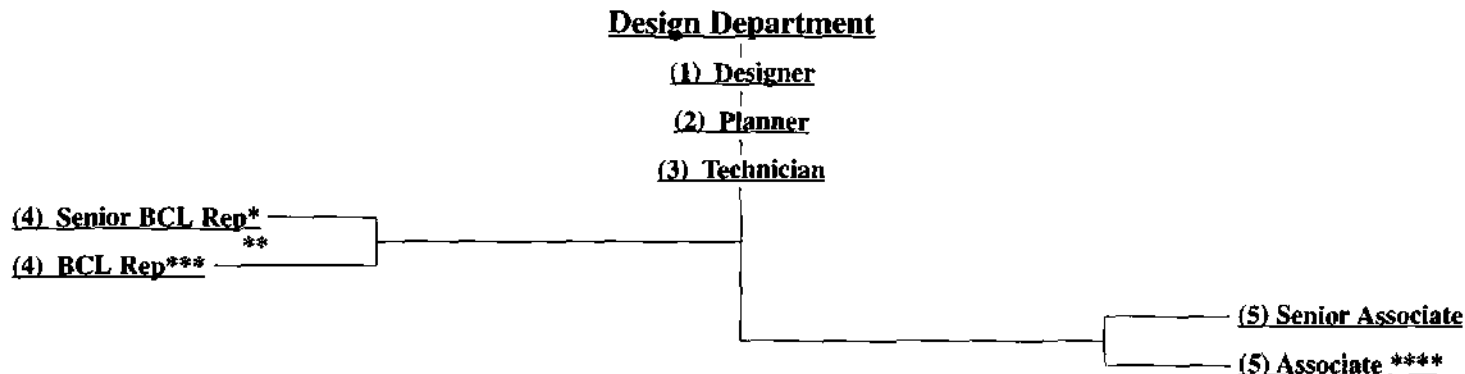 Design Department
(1) Designer
(2) Planner
(3) Technician
(4) Senior BCL Rep*
**
(4) BCL Rep***
(5) Senior Associate
(5) Associate ****